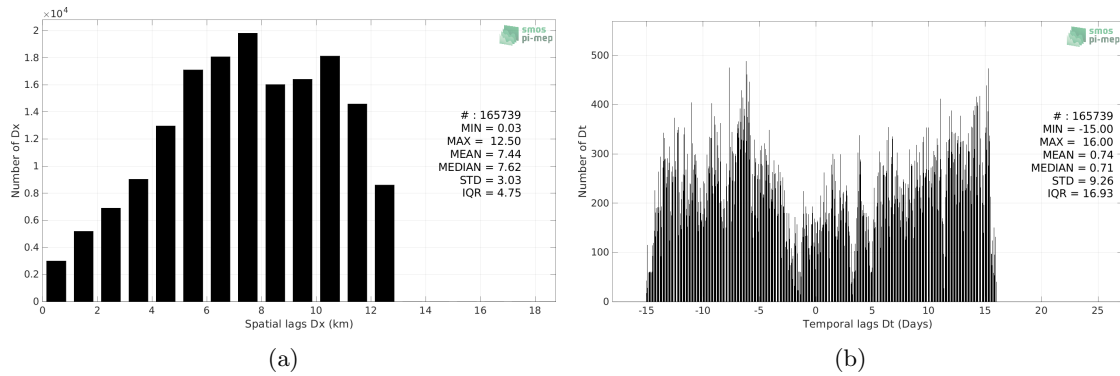 ×10⁴
2
1.8
1.6
1.4
1.2
1
0.8
0.6
0.4
0.2
0
Number of Dx
smos
pi-mep
# : 165739
MIN = 0.03
MAX = 12.50
MEAN = 7.44
MEDIAN = 7.62
STD = 3.03
IQR = 4.75
0 2 4 6 8 10 12 14 16 18
Spatial lags Dx (km)
(a)
500
400
300
200
100
0
Number of Dt
smos
pi-mep
# : 165739
MIN = -15.00
MAX = 16.00
MEAN = 0.74
MEDIAN = 0.71
STD = 9.26
IQR = 16.93
-15 -10 -5 0 5 10 15 20 25
Temporal lags Dt (Days)
(b)